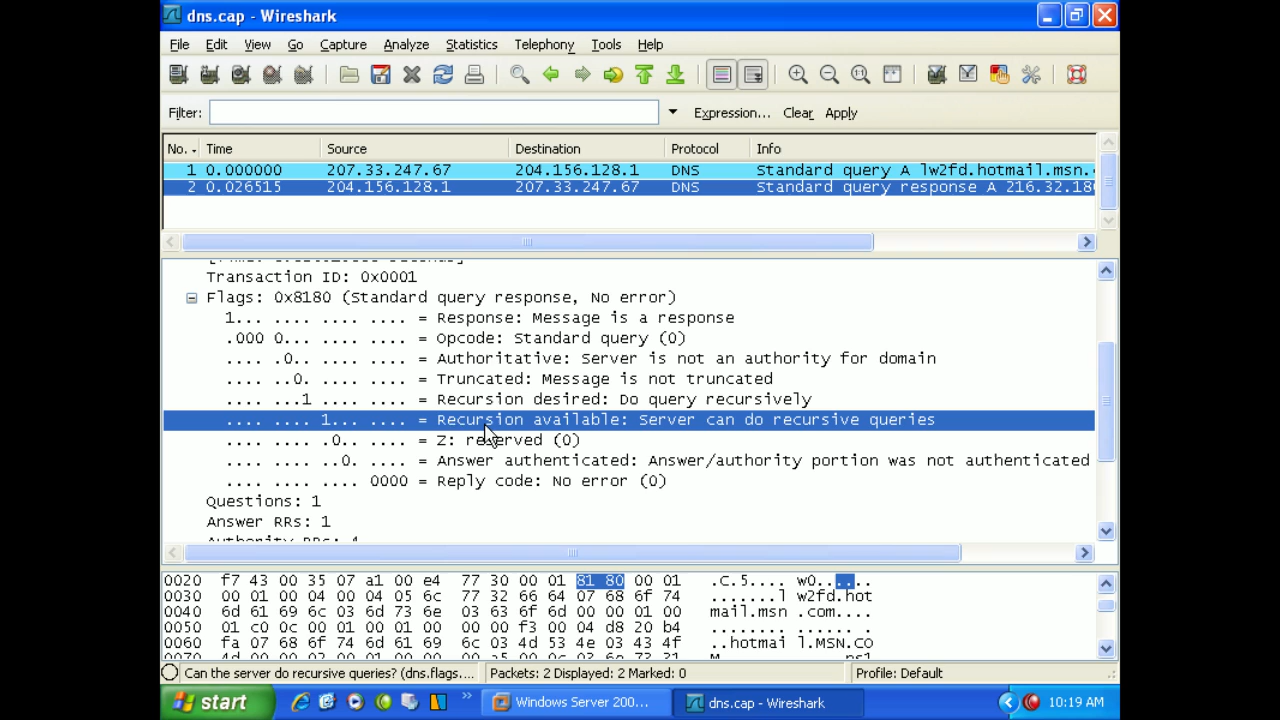 dns.cap - Wireshark
File Edit View Go Capture Analyze Statistics Telephony Tools Help
Filter: Expression... Clear Apply
No. Time Source Destination Protocol Info
1 0.000000 207.33.247.67 204.156.128.1 DNS Standard query A lw2fd.hotmail.msn.
2 0.026515 204.156.128.1 207.33.247.67 DNS Standard query response A 216.32.18
Transaction ID: 0x0001
Flags: 0x8180 (Standard query response, No error)
1... .... .... .... = Response: Message is a response
.000 0... .... .... = Opcode: Standard query (0)
.... .0.. .... .... = Authoritative: Server is not an authority for domain
.... ..0. .... .... = Truncated: Message is not truncated
.... ...1 .... .... = Recursion desired: Do query recursively
.... .... 1... .... = Recursion available: Server can do recursive queries
.... .... .0.. .... = Z: reserved (0)
.... .... ..0. .... = Answer authenticated: Answer/authority portion was not authenticated
.... .... .... 0000 = Reply code: No error (0)
Questions: 1
Answer RRs: 1
Authority RRs: 4
0020 f7 43 00 35 07 a1 00 e4 77 30 00 01 81 80 00 01 .C.5.... w0......
0030 00 01 00 04 00 04 05 6c 77 32 66 64 07 68 6f 74 .......l w2fd.hot
0040 6d 61 69 6c 03 6d 73 6e 03 63 6f 6d 00 00 01 00 mail.msn .com....
0050 01 c0 0c 00 01 00 01 00 00 00 f3 00 04 d8 20 b4 ........ ...... .
0060 fa 07 68 6f 74 6d 61 69 6c 03 4d 53 4e 03 43 4f ..hotmai l.MSN.CO
Can the server do recursive queries? (dns.flags.... Packets: 2 Displayed: 2 Marked: 0 Profile: Default
start Windows Server 200... dns.cap - Wireshark 10:19 AM